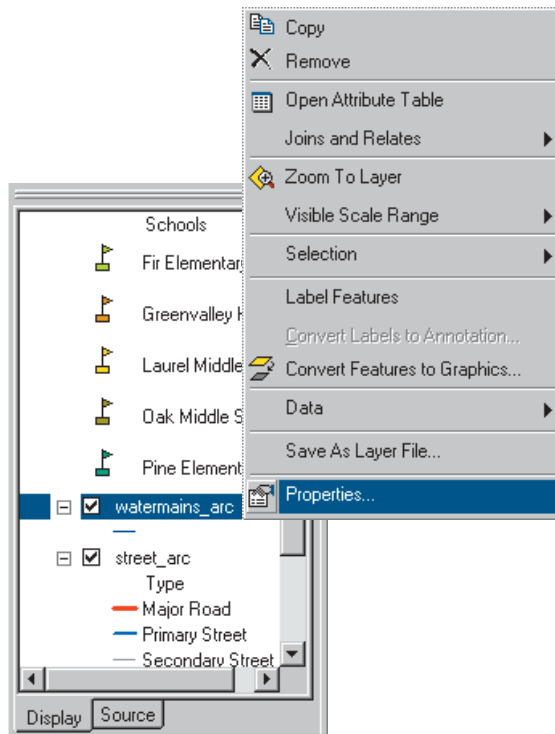 Copy
Remove
Open Attribute Table
Joins and Relates
Zoom To Layer
Visible Scale Range
Selection
Label Features
Convert Labels to Annotation...
Convert Features to Graphics...
Data
Save As Layer File...
Properties...
Schools
Fir Elementar
Greenvalley
Laurel Middle
Oak Middle S
Pine Element
watermains_arc
street_arc
Type
Major Road
Primary Street
Secondary Street
Display
Source